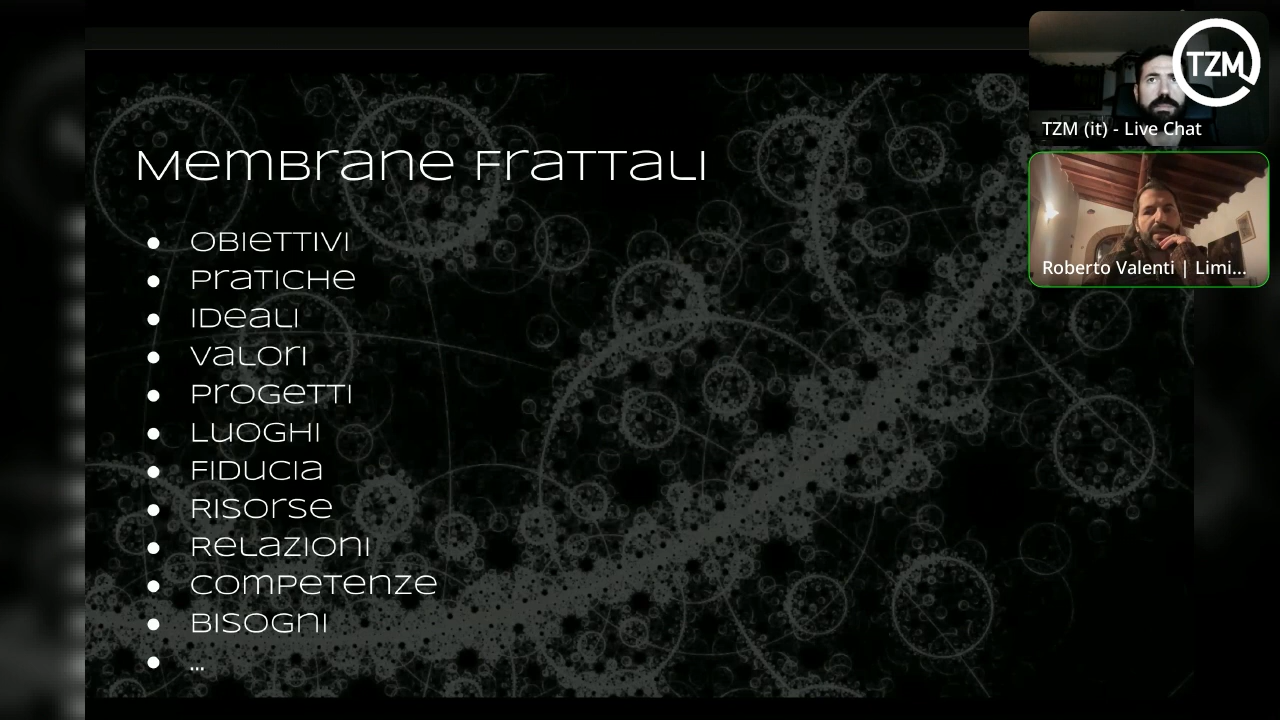 Membrane Frattali
● Obiettivi
● Pratiche
● Ideali
● Valori
● Progetti
● Luoghi
● Fiducia
● Risorse
● Relazioni
● Competenze
● Bisogni
● ...
TZM
TZM (it) - Live Chat
Roberto Valenti | Limi...